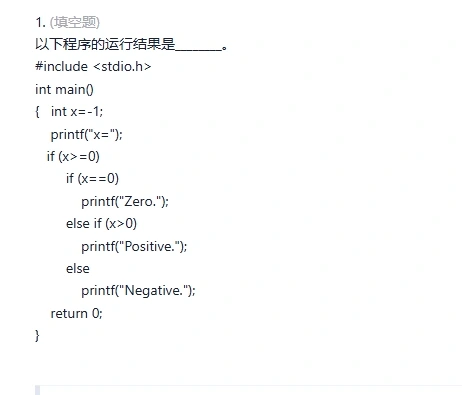 1. (填空题)
以下程序的运行结果是________。
#include <stdio.h>
int main()
{ int x=-1;
printf("x=");
if (x>=0)
if (x==0)
printf("Zero.");
else if (x>0)
printf("Positive.");
else
printf("Negative.");
return 0;
}